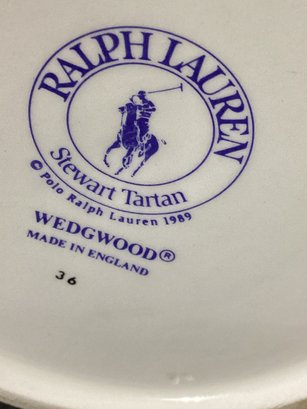 RALPH LAUREN
Stewart Tartan
© Polo Ralph Lauren 1989
WEDGWOOD®
MADE IN ENGLAND
36